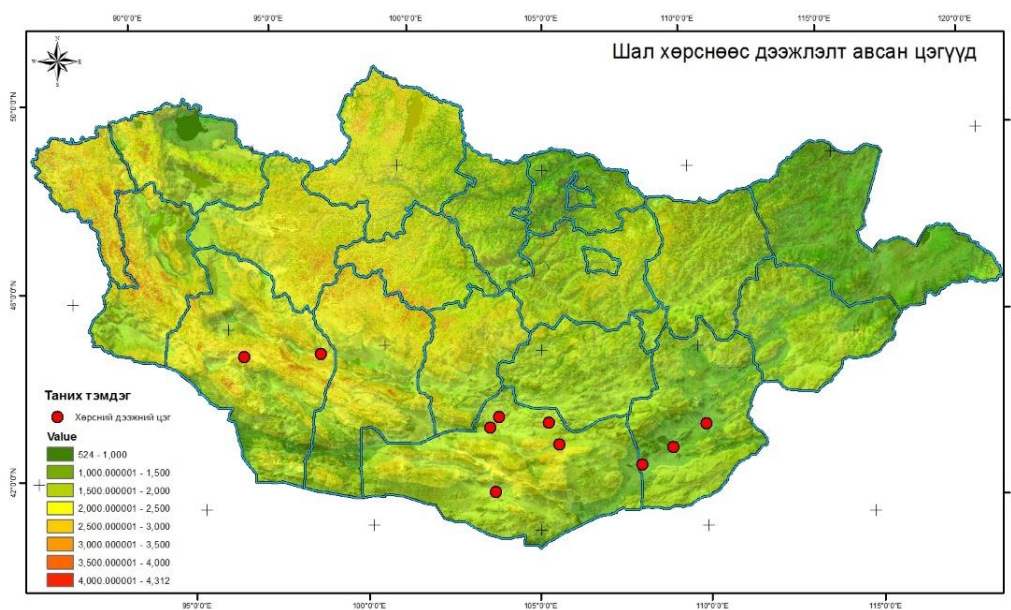 90°0'0"E 95°0'0"E 100°0'0"E 105°0'0"E 110°0'0"E 115°0'0"E 120°0'0"E
Шал хөрснөөс дээжлэлт авсан цэгүүд
N
W E
S
50°0'0"N
46°0'0"N
42°0'0"N
Таних тэмдэг
Хөрсний дээжний цэг
Value
524 - 1,000
1,000.000001 - 1,500
1,500.000001 - 2,000
2,000.000001 - 2,500
2,500.000001 - 3,000
3,000.000001 - 3,500
3,500.000001 - 4,000
4,000.000001 - 4,312
95°0'0"E 100°0'0"E 105°0'0"E 110°0'0"E 115°0'0"E